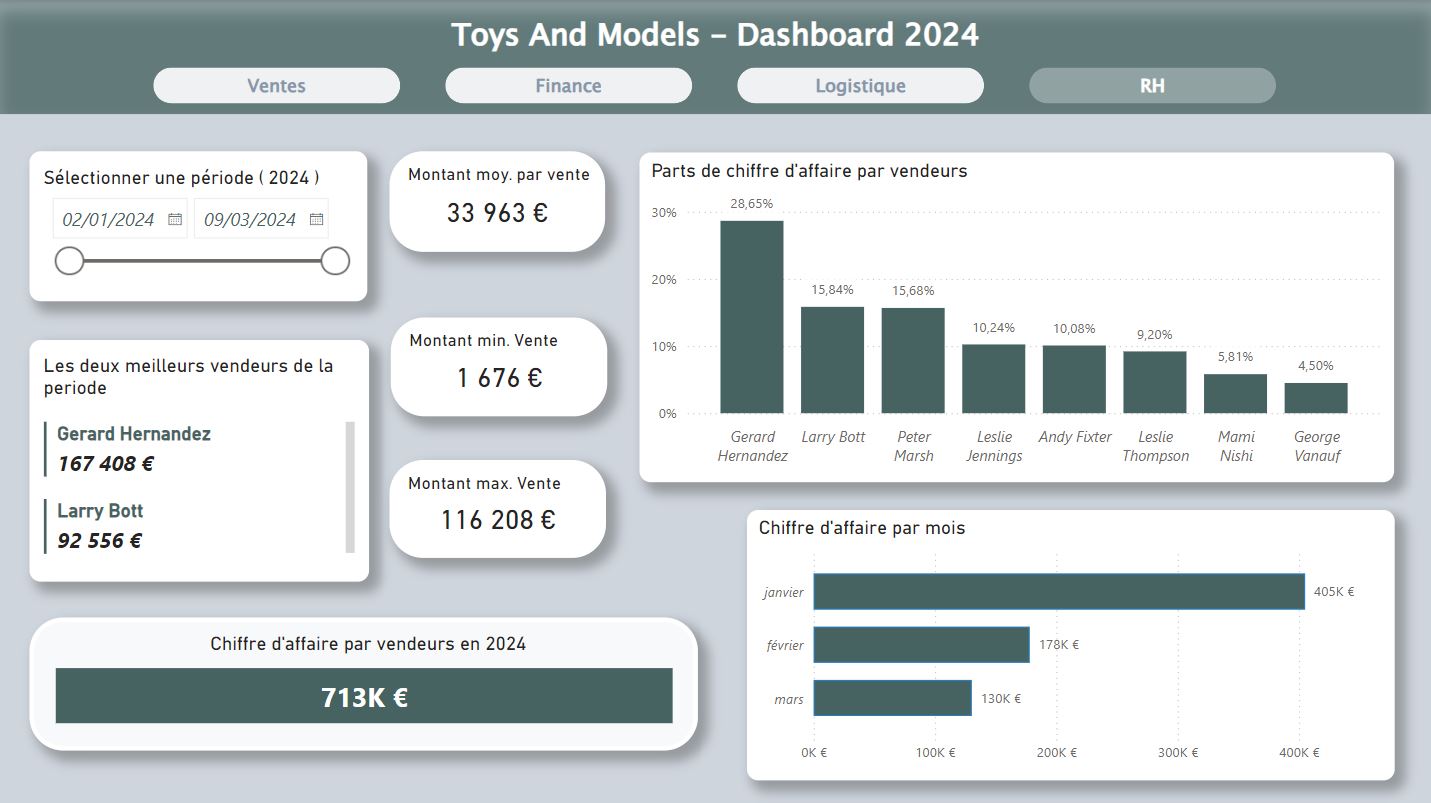 Toys And Models – Dashboard 2024
Ventes
Finance
Logistique
RH
Sélectionner une période ( 2024 )
02/01/2024
09/03/2024
Les deux meilleurs vendeurs de la
periode
Gerard Hernandez
167 408 €
Larry Bott
92 556 €
Montant moy. par vente
33 963 €
Montant min. Vente
1 676 €
Montant max. Vente
116 208 €
Chiffre d'affaire par vendeurs en 2024
713K €
Parts de chiffre d'affaire par vendeurs
30%
20%
10%
0%
28,65%
15,84%
15,68%
10,24%
10,08%
9,20%
5,81%
4,50%
Gerard
Hernandez
Larry Bott
Peter
Marsh
Leslie
Jennings
Andy Fixter
Leslie
Thompson
Mami
Nishi
George
Vanauf
Chiffre d'affaire par mois
janvier
405K €
février
178K €
mars
130K €
0K €
100K €
200K €
300K €
400K €